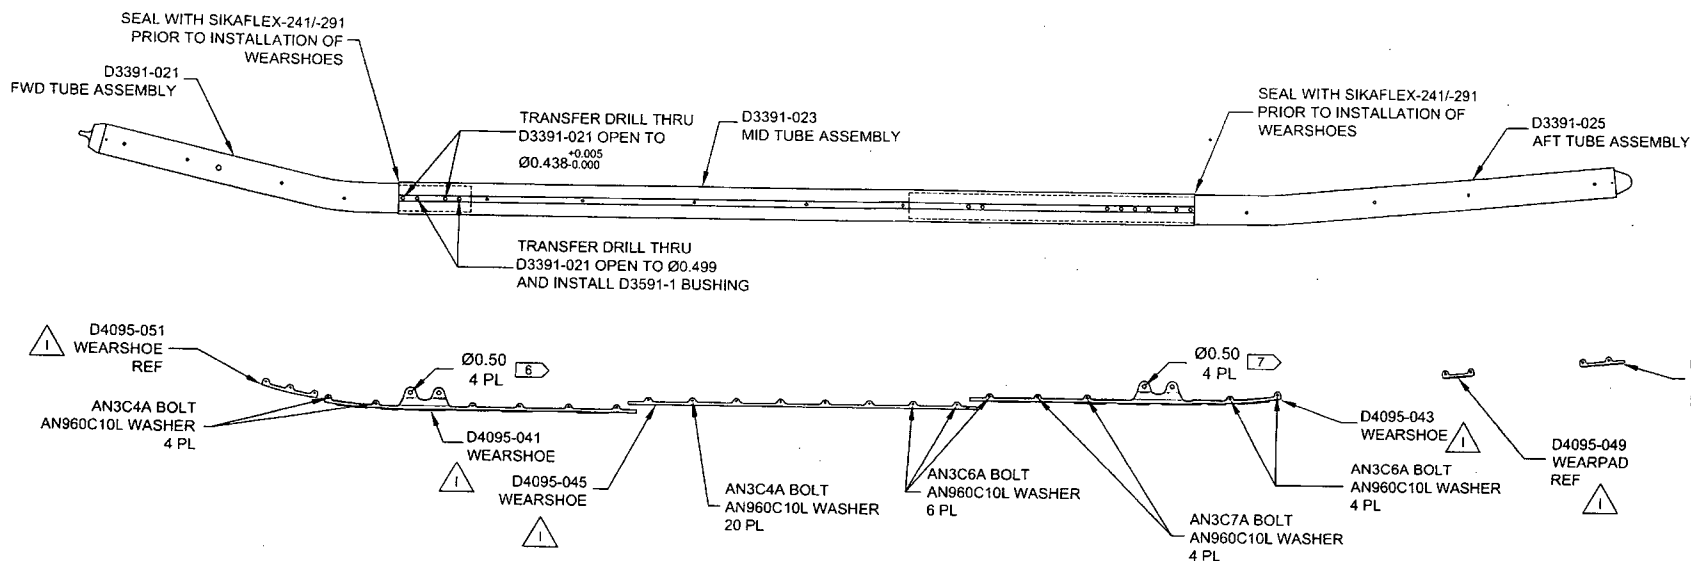 SEAL WITH SIKAFLEX-241/-291
PRIOR TO INSTALLATION OF
WEARSHOES
D3391-021
FWD TUBE ASSEMBLY
TRANSFER DRILL THRU
D3391-021 OPEN TO
Ø0.438 +0.005 -0.000
D3391-023
MID TUBE ASSEMBLY
SEAL WITH SIKAFLEX-241/-291
PRIOR TO INSTALLATION OF
WEARSHOES
D3391-025
AFT TUBE ASSEMBLY
TRANSFER DRILL THRU
D3391-021 OPEN TO Ø0.499
AND INSTALL D3591-1 BUSHING
1
D4095-051
WEARSHOE
REF
Ø0.50
4 PL
6
Ø0.50
4 PL
7
AN3C4A BOLT
AN960C10L WASHER
4 PL
D4095-041
WEARSHOE
1
D4095-045
WEARSHOE
1
AN3C4A BOLT
AN960C10L WASHER
20 PL
AN3C6A BOLT
AN960C10L WASHER
6 PL
AN3C7A BOLT
AN960C10L WASHER
4 PL
AN3C6A BOLT
AN960C10L WASHER
4 PL
D4095-043
WEARSHOE
1
D4095-049
WEARPAD
REF
1